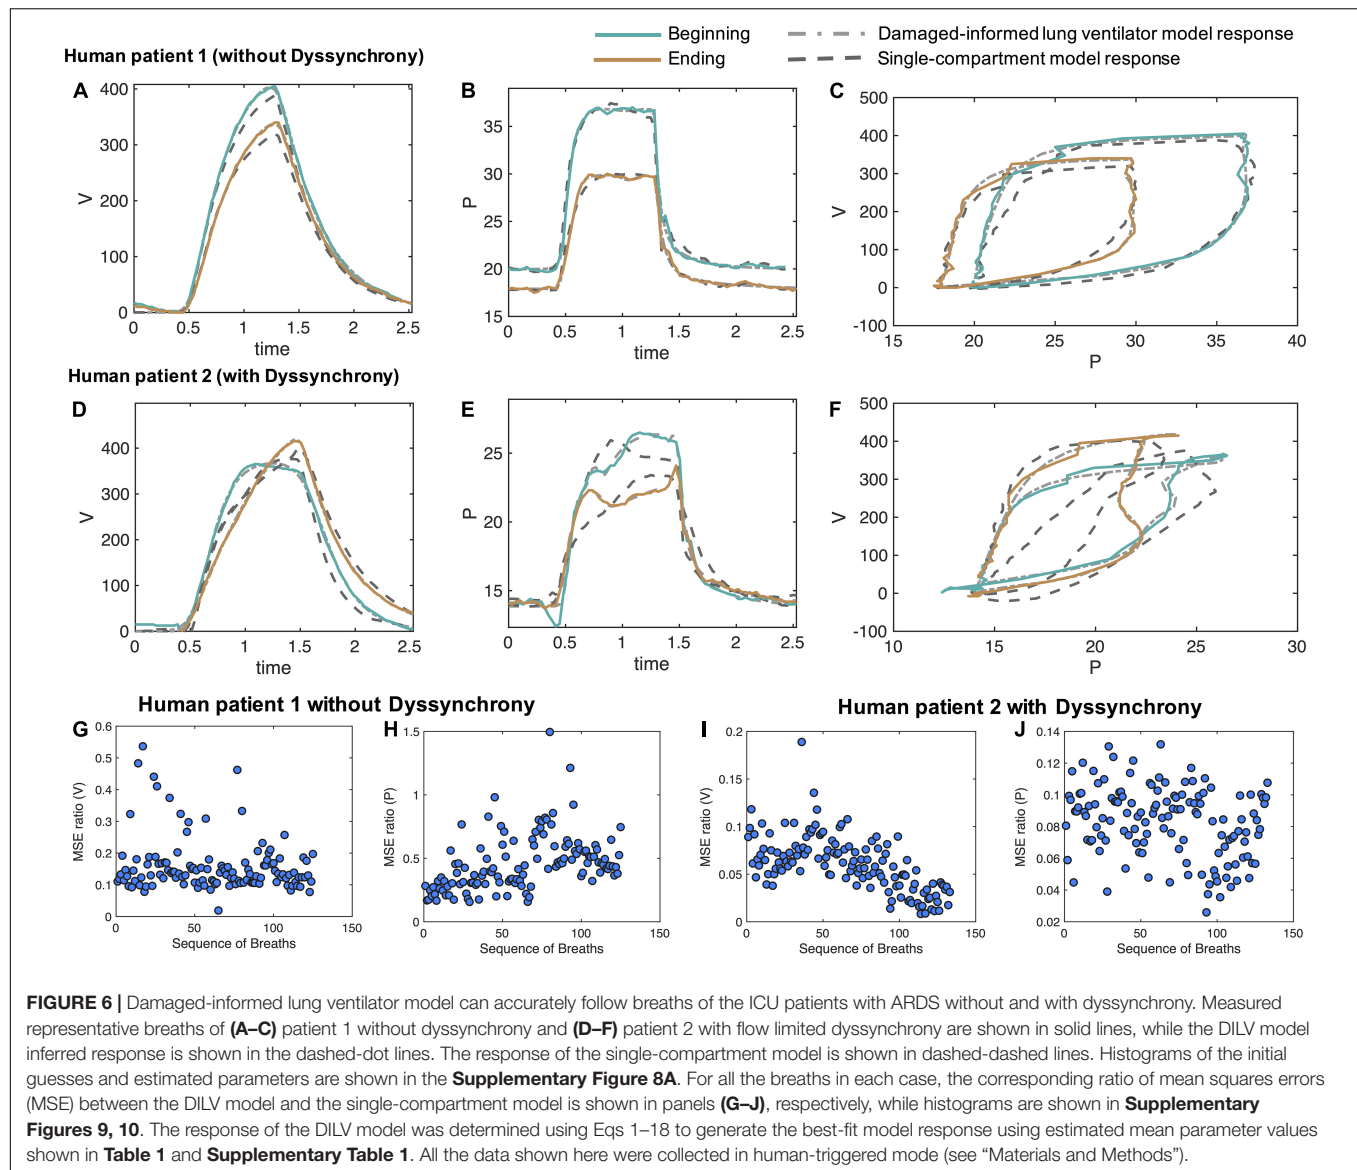 Beginning
Damaged-informed lung ventilator model response
Human patient 1 (without Dyssynchrony)
Ending
Single-compartment model response
A
400
300
200
100
0
V
0
0.5
1
1.5
2
2.5
time
B
35
30
25
20
15
P
0
0.5
1
1.5
2
2.5
time
C
500
400
300
200
100
0
-100
V
15
20
25
30
35
40
P
Human patient 2 (with Dyssynchrony)
D
400
300
200
100
0
V
0
0.5
1
1.5
2
2.5
time
E
25
20
15
P
0
0.5
1
1.5
2
2.5
time
F
500
400
300
200
100
0
-100
V
10
15
20
25
30
P
Human patient 1 without Dyssynchrony
Human patient 2 with Dyssynchrony
G
0.6
0.5
0.4
0.3
0.2
0.1
0
MSE ratio (V)
0
50
100
150
Sequence of Breaths
H
1.5
1
0.5
0
MSE ratio (P)
0
50
100
150
Sequence of Breaths
I
0.2
0.15
0.1
0.05
0
MSE ratio (V)
0
50
100
150
Sequence of Breaths
J
0.14
0.12
0.1
0.08
0.06
0.04
0.02
MSE ratio (P)
0
50
100
150
Sequence of Breaths
FIGURE 6 | Damaged-informed lung ventilator model can accurately follow breaths of the ICU patients with ARDS without and with dyssynchrony. Measured
representative breaths of (A–C) patient 1 without dyssynchrony and (D–F) patient 2 with flow limited dyssynchrony are shown in solid lines, while the DILV model
inferred response is shown in the dashed-dot lines. The response of the single-compartment model is shown in dashed-dashed lines. Histograms of the initial
guesses and estimated parameters are shown in the Supplementary Figure 8A. For all the breaths in each case, the corresponding ratio of mean squares errors
(MSE) between the DILV model and the single-compartment model is shown in panels (G–J), respectively, while histograms are shown in Supplementary
Figures 9, 10. The response of the DILV model was determined using Eqs 1–18 to generate the best-fit model response using estimated mean parameter values
shown in Table 1 and Supplementary Table 1. All the data shown here were collected in human-triggered mode (see “Materials and Methods”).